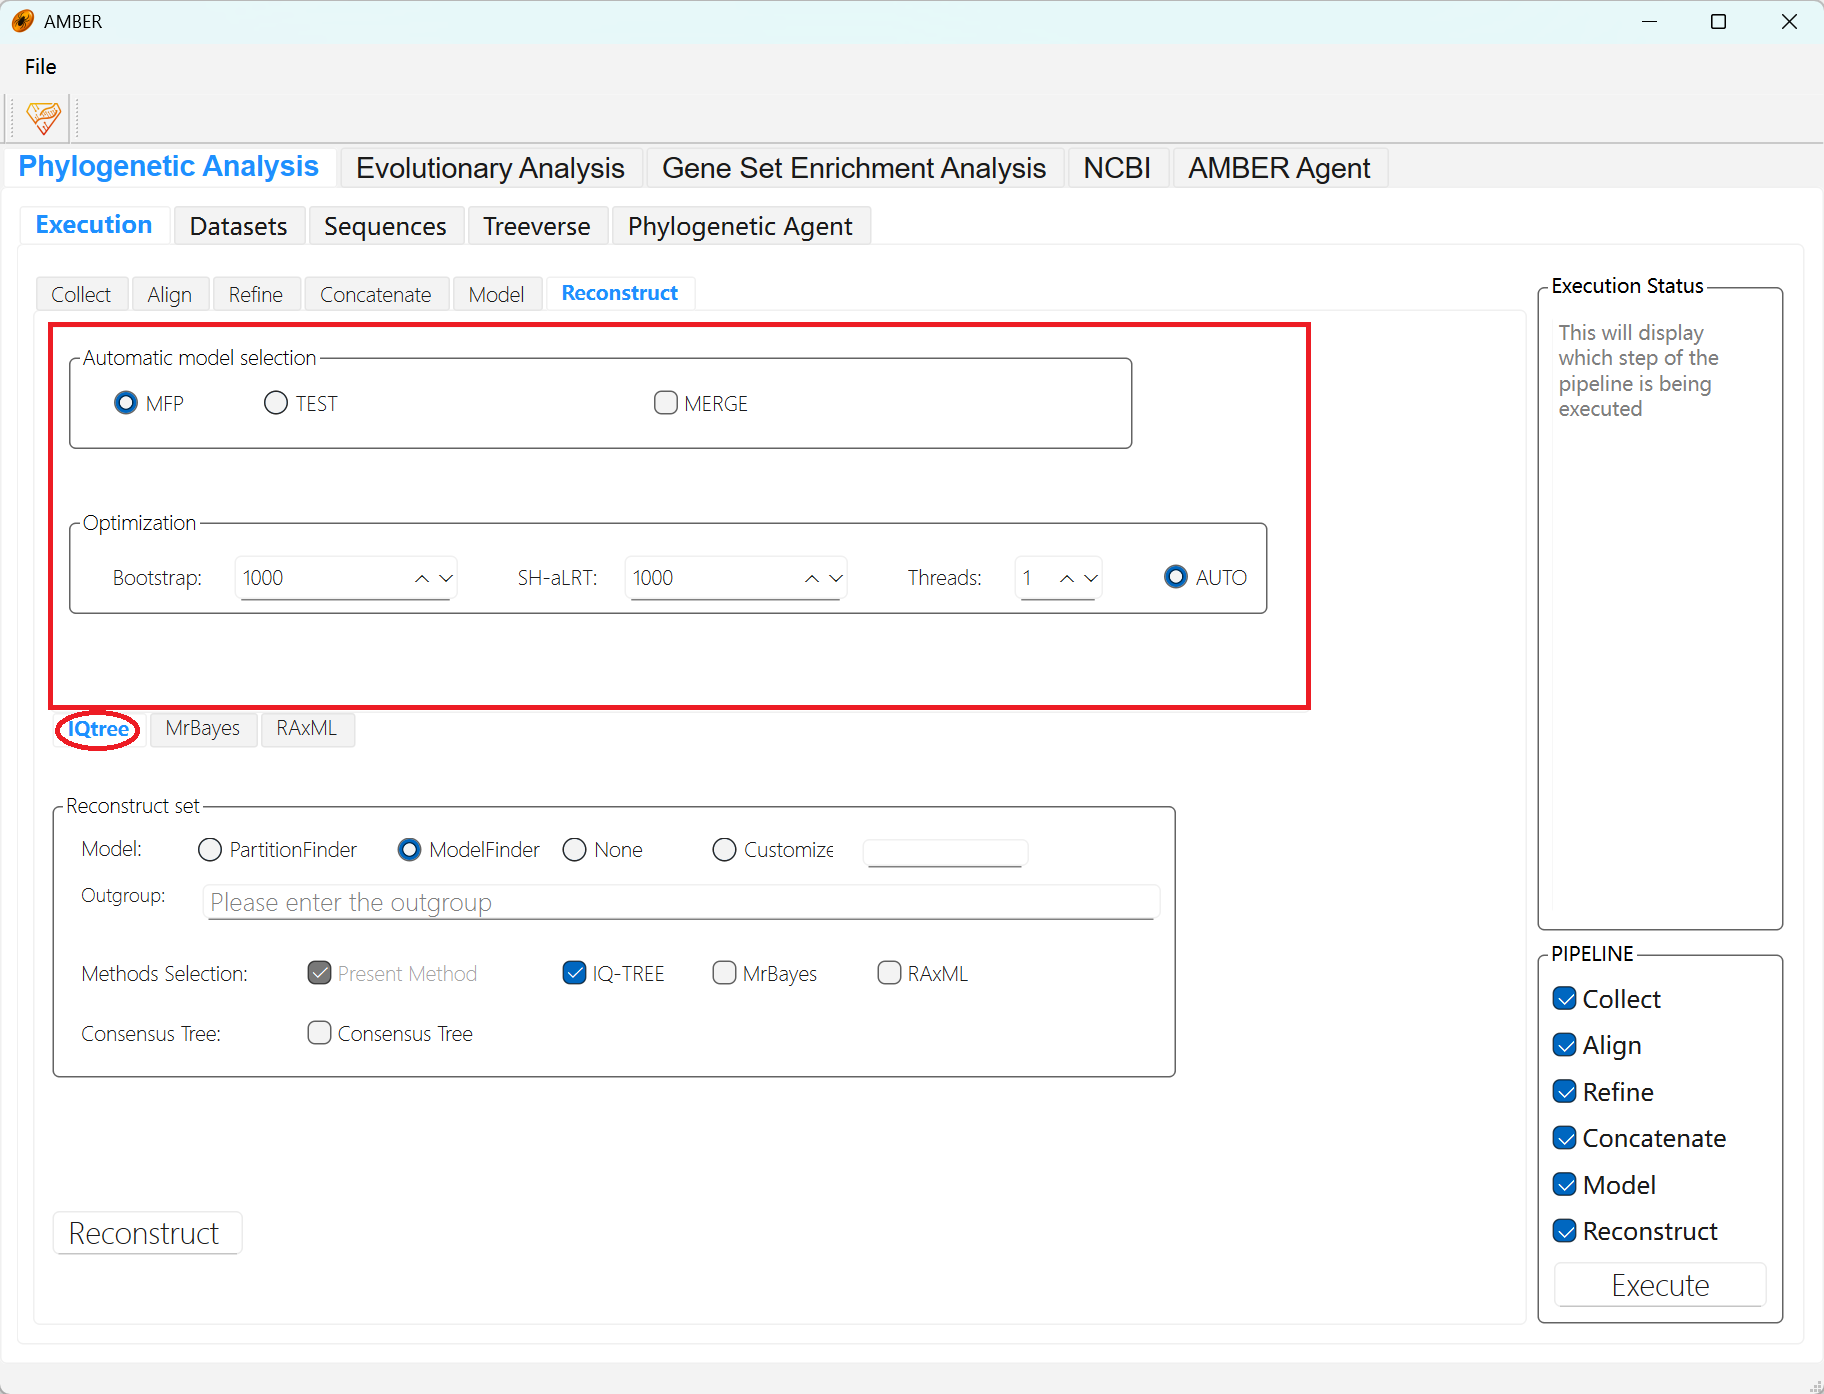 AMBER
File
Phylogenetic Analysis Evolutionary Analysis Gene Set Enrichment Analysis NCBI AMBER Agent
Execution Datasets Sequences Treeverse Phylogenetic Agent
Collect Align Refine Concatenate Model Reconstruct
Automatic model selection
MFP TEST MERGE
Optimization
Bootstrap: 1000 SH-aLRT: 1000 Threads: 1 AUTO
IQtree MrBayes RAxML
Reconstruct set
Model: PartitionFinder ModelFinder None Customize
Outgroup: Please enter the outgroup
Methods Selection: Present Method IQ-TREE MrBayes RAxML
Consensus Tree: Consensus Tree
Reconstruct
Execution Status
This will display
which step of the
pipeline is being
executed
PIPELINE
Collect
Align
Refine
Concatenate
Model
Reconstruct
Execute